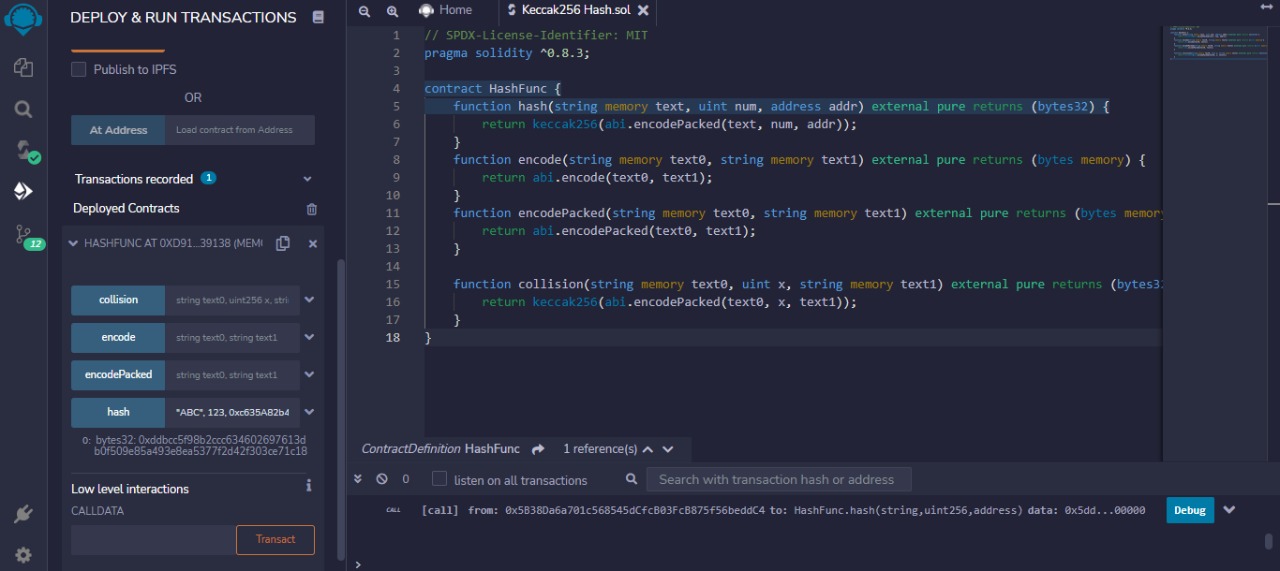 DEPLOY & RUN TRANSACTIONS
Publish to IPFS
OR
At Address Load contract from Address
Transactions recorded 1
Deployed Contracts
HASHFUNC AT 0XD91...39138 (MEMO
collision string text0, uint256 x, stri
encode string text0, string text1
encodePacked string text0, string text1
hash "ABC", 123, 0xc635A82b4
0: bytes32: 0xddbcc5f98b2ccc634602697613d
b0f509e85a493e8ea5377f2d42f303ce71c18
Low level interactions
CALLDATA
Transact
12
Home Keccak256 Hash.sol
1 // SPDX-License-Identifier: MIT
2 pragma solidity ^0.8.3;
3
4 contract HashFunc {
5 function hash(string memory text, uint num, address addr) external pure returns (bytes32) {
6 return keccak256(abi.encodePacked(text, num, addr));
7 }
8 function encode(string memory text0, string memory text1) external pure returns (bytes memory) {
9 return abi.encode(text0, text1);
10 }
11 function encodePacked(string memory text0, string memory text1) external pure returns (bytes memory
12 return abi.encodePacked(text0, text1);
13 }
14
15 function collision(string memory text0, uint x, string memory text1) external pure returns (bytes32
16 return keccak256(abi.encodePacked(text0, x, text1));
17 }
18 }
ContractDefinition HashFunc 1 reference(s)
0 listen on all transactions Search with transaction hash or address
CALL [call] from: 0x5B38Da6a701c568545dCfcB03FcB875f56beddC4 to: HashFunc.hash(string,uint256,address) data: 0x5dd...00000 Debug
>